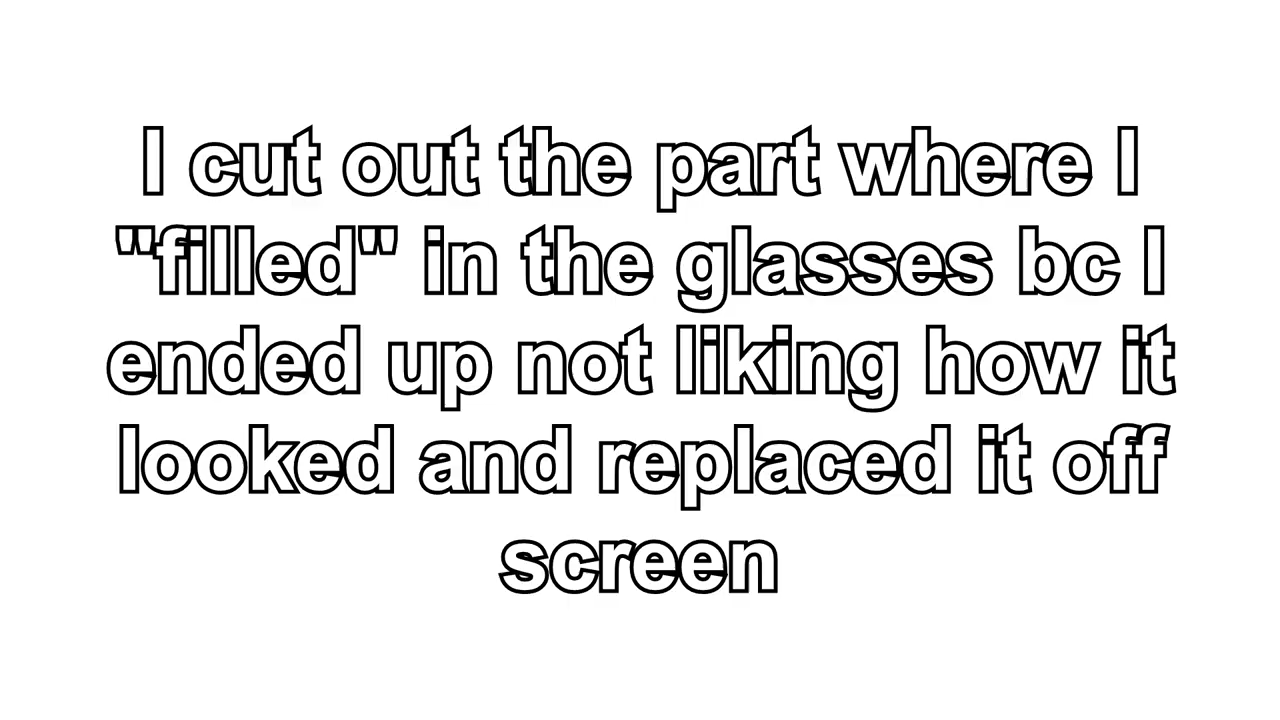 I cut out the part where I
"filled" in the glasses bc I
ended up not liking how it
looked and replaced it off
screen